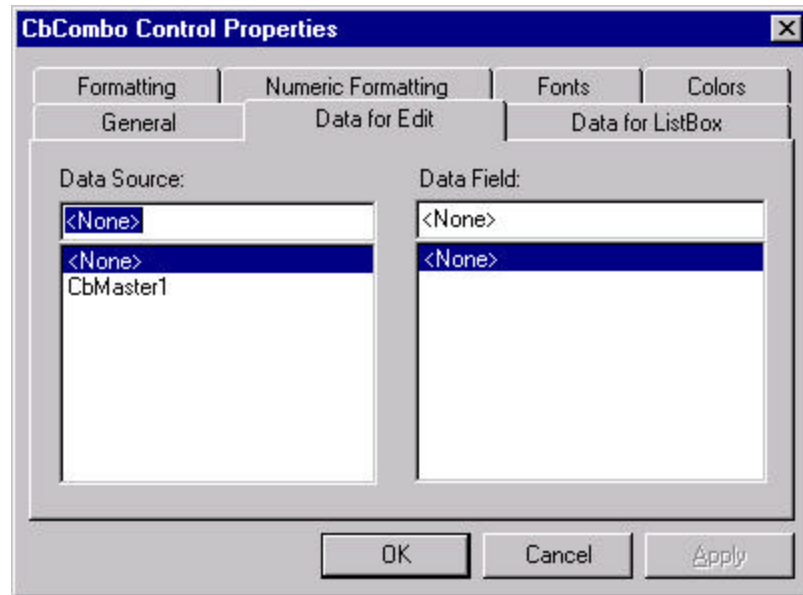 CbCombo Control Properties
Formatting Numeric Formatting Fonts Colors
General Data for Edit Data for ListBox
Data Source: Data Field:
<None> <None>
<None> <None>
CbMaster1
OK Cancel Apply